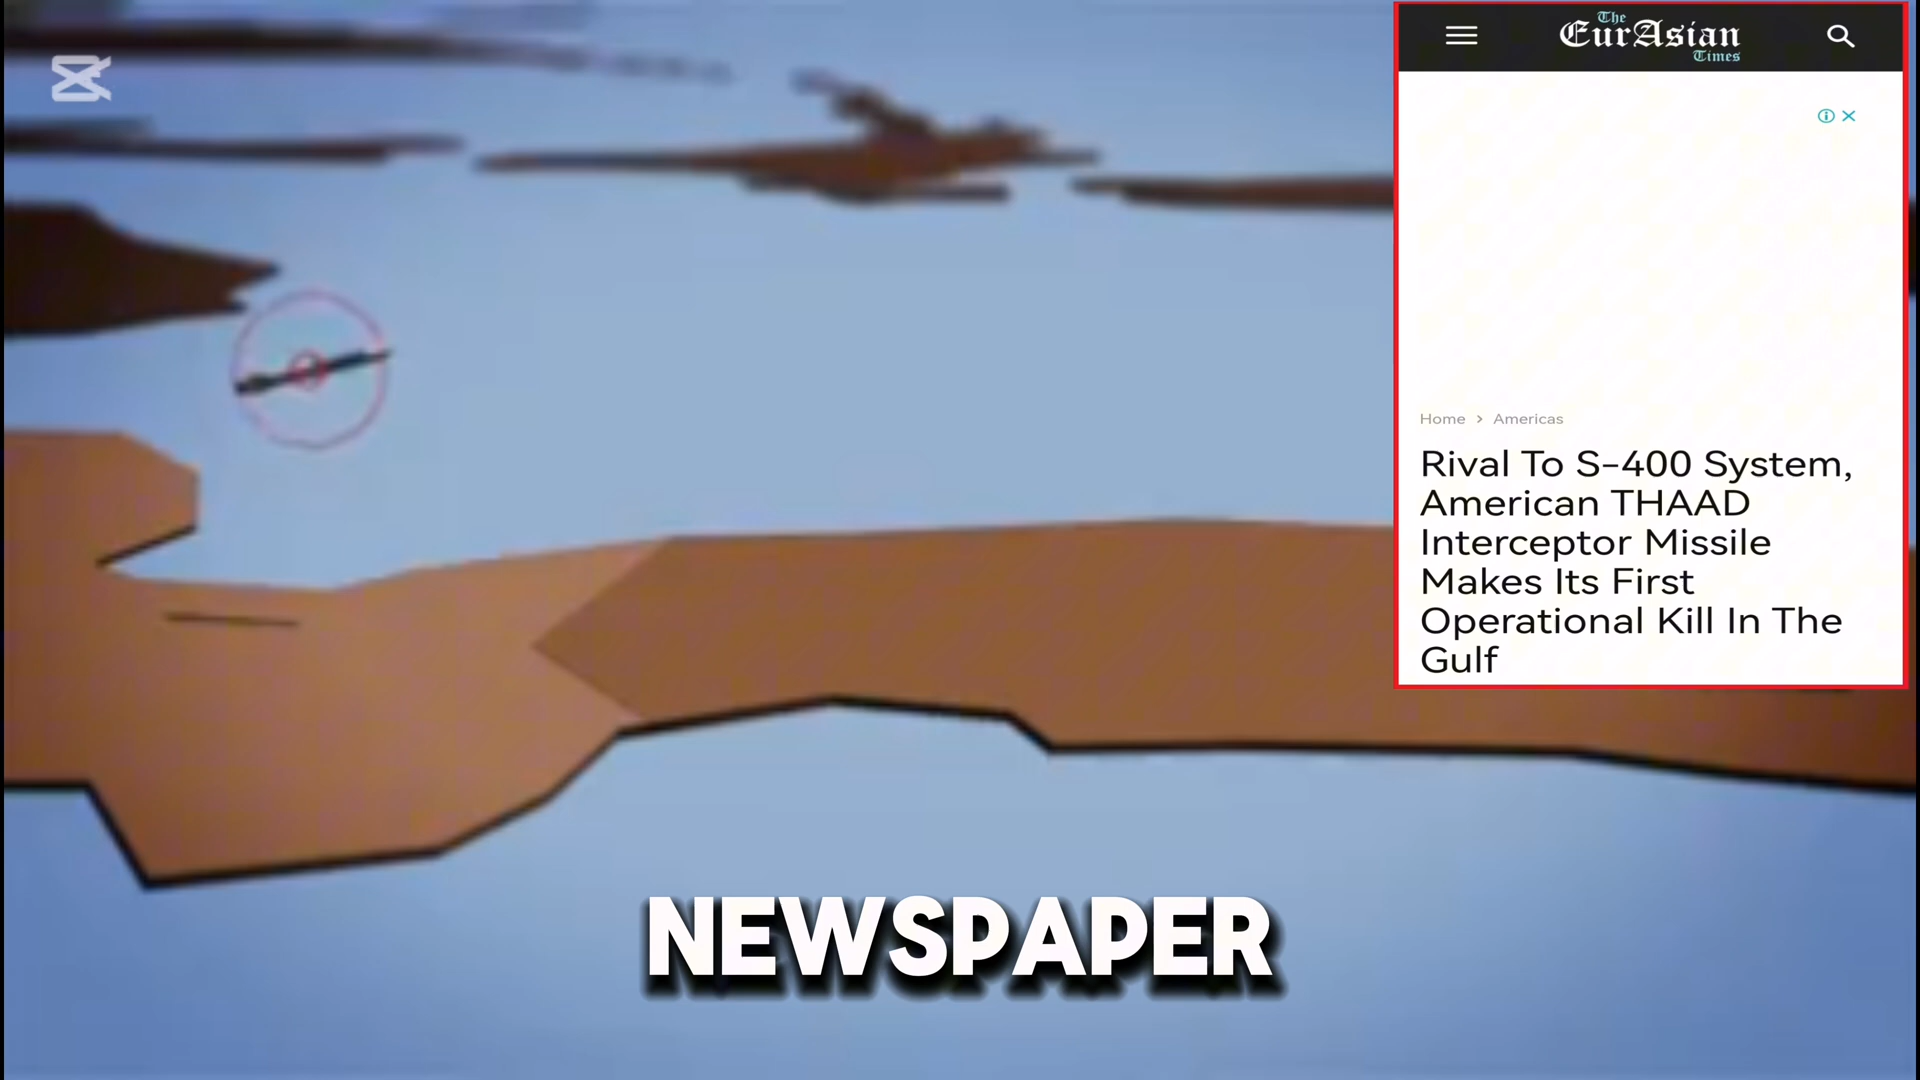 The
EurAsian
Times
Home > Americas
Rival To S-400 System,
American THAAD
Interceptor Missile
Makes Its First
Operational Kill In The
Gulf
NEWSPAPER